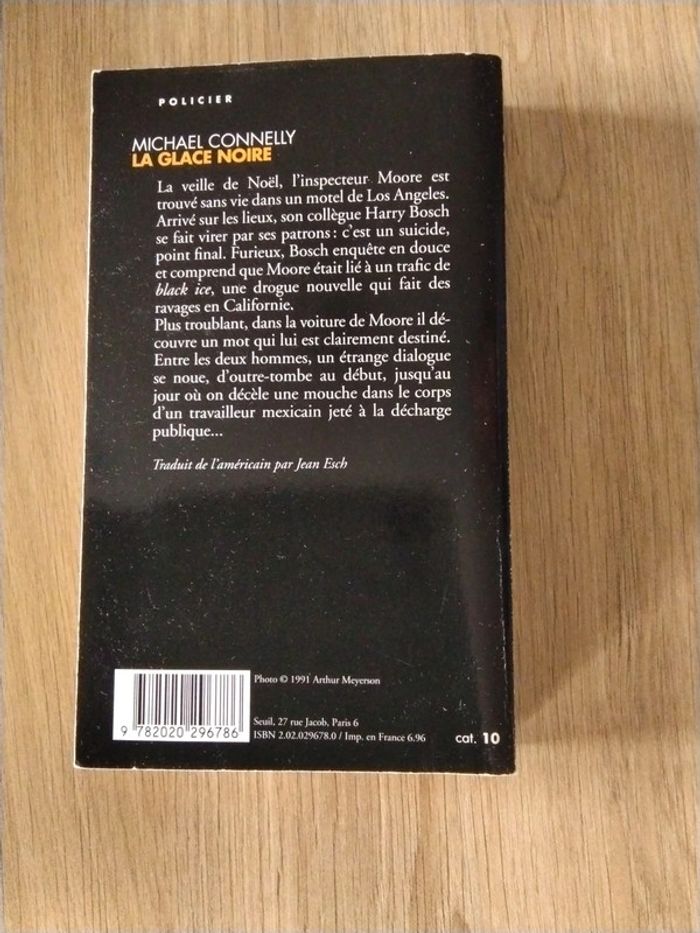 POLICIER
MICHAEL CONNELLY
LA GLACE NOIRE
La veille de Noël, l'inspecteur Moore est
trouvé sans vie dans un motel de Los Angeles.
Arrivé sur les lieux, son collègue Harry Bosch
se fait virer par ses patrons : c'est un suicide,
point final. Furieux, Bosch enquête en douce
et comprend que Moore était lié à un trafic de
black ice, une drogue nouvelle qui fait des
ravages en Californie.
Plus troublant, dans la voiture de Moore il dé-
couvre un mot qui lui est clairement destiné.
Entre les deux hommes, un étrange dialogue
se noue, d'outre-tombe au début, jusqu'au
jour où on décèle une mouche dans le corps
d'un travailleur mexicain jeté à la décharge
publique...
Traduit de l'américain par Jean Esch
Photo © 1991 Arthur Meyerson
Seuil, 27 rue Jacob, Paris 6
ISBN 2.02.029678.0 / Imp. en France 6.96
cat. 10
9 782020 296786